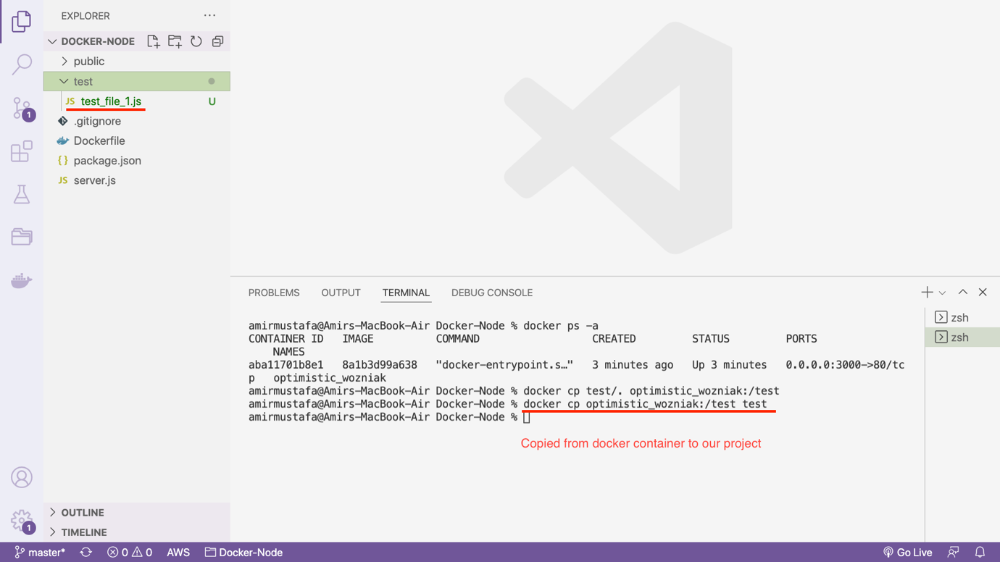 EXPLORER
DOCKER-NODE
public
test
JS test_file_1.js U
.gitignore
Dockerfile
{} package.json
JS server.js
1
1
OUTLINE
TIMELINE
PROBLEMS OUTPUT TERMINAL DEBUG CONSOLE
zsh
zsh
amirmustafa@Amirs-MacBook-Air Docker-Node % docker ps -a
CONTAINER ID IMAGE COMMAND CREATED STATUS PORTS
NAMES
aba11701b8e1 8a1b3d99a638 "docker-entrypoint.s…" 3 minutes ago Up 3 minutes 0.0.0.0:3000->80/tc
p optimistic_wozniak
amirmustafa@Amirs-MacBook-Air Docker-Node % docker cp test/. optimistic_wozniak:/test
amirmustafa@Amirs-MacBook-Air Docker-Node % docker cp optimistic_wozniak:/test test
amirmustafa@Amirs-MacBook-Air Docker-Node %
Copied from docker container to our project
master* 0 0 AWS Docker-Node Go Live